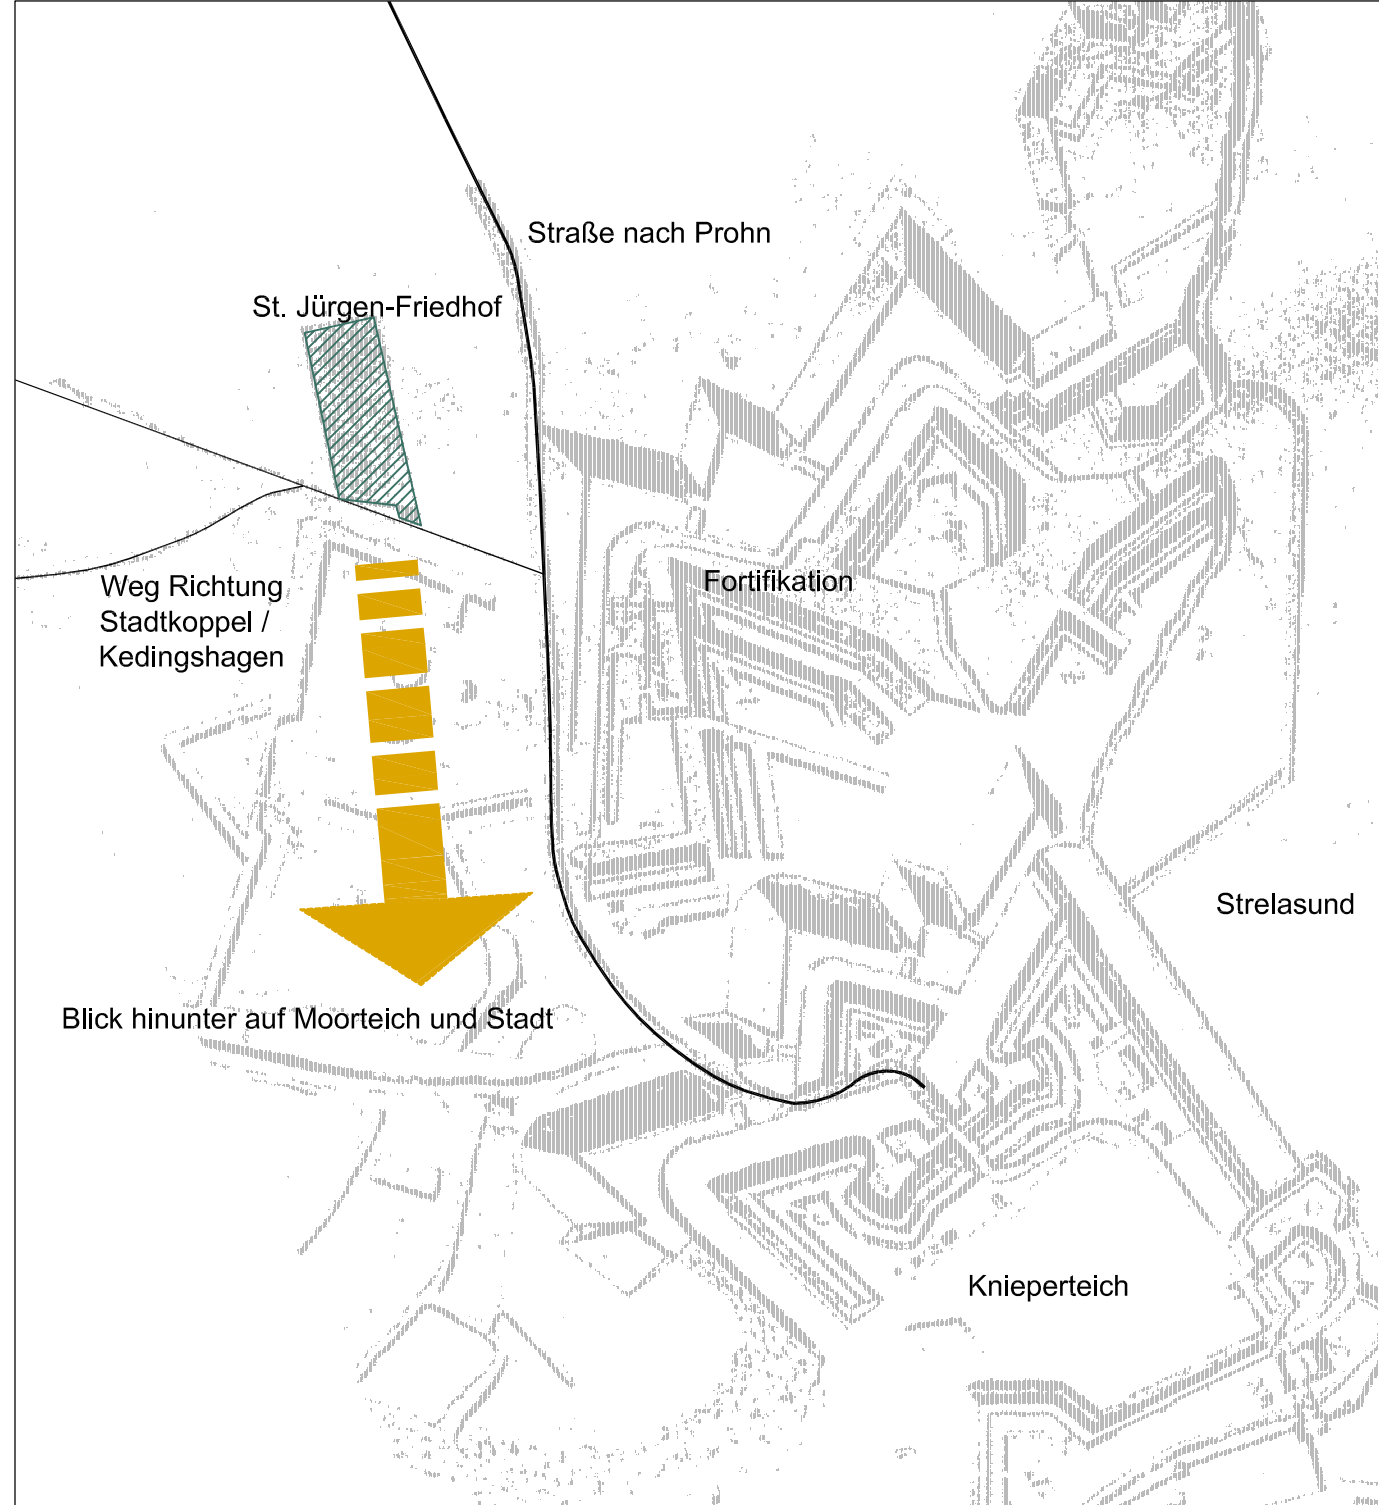 Straße nach Prohn
St. Jürgen-Friedhof
Weg Richtung
Stadtkoppel /
Kedingshagen
Fortifikation
Strelasund
Blick hinunter auf Moorteich und Stadt
Knieperteich